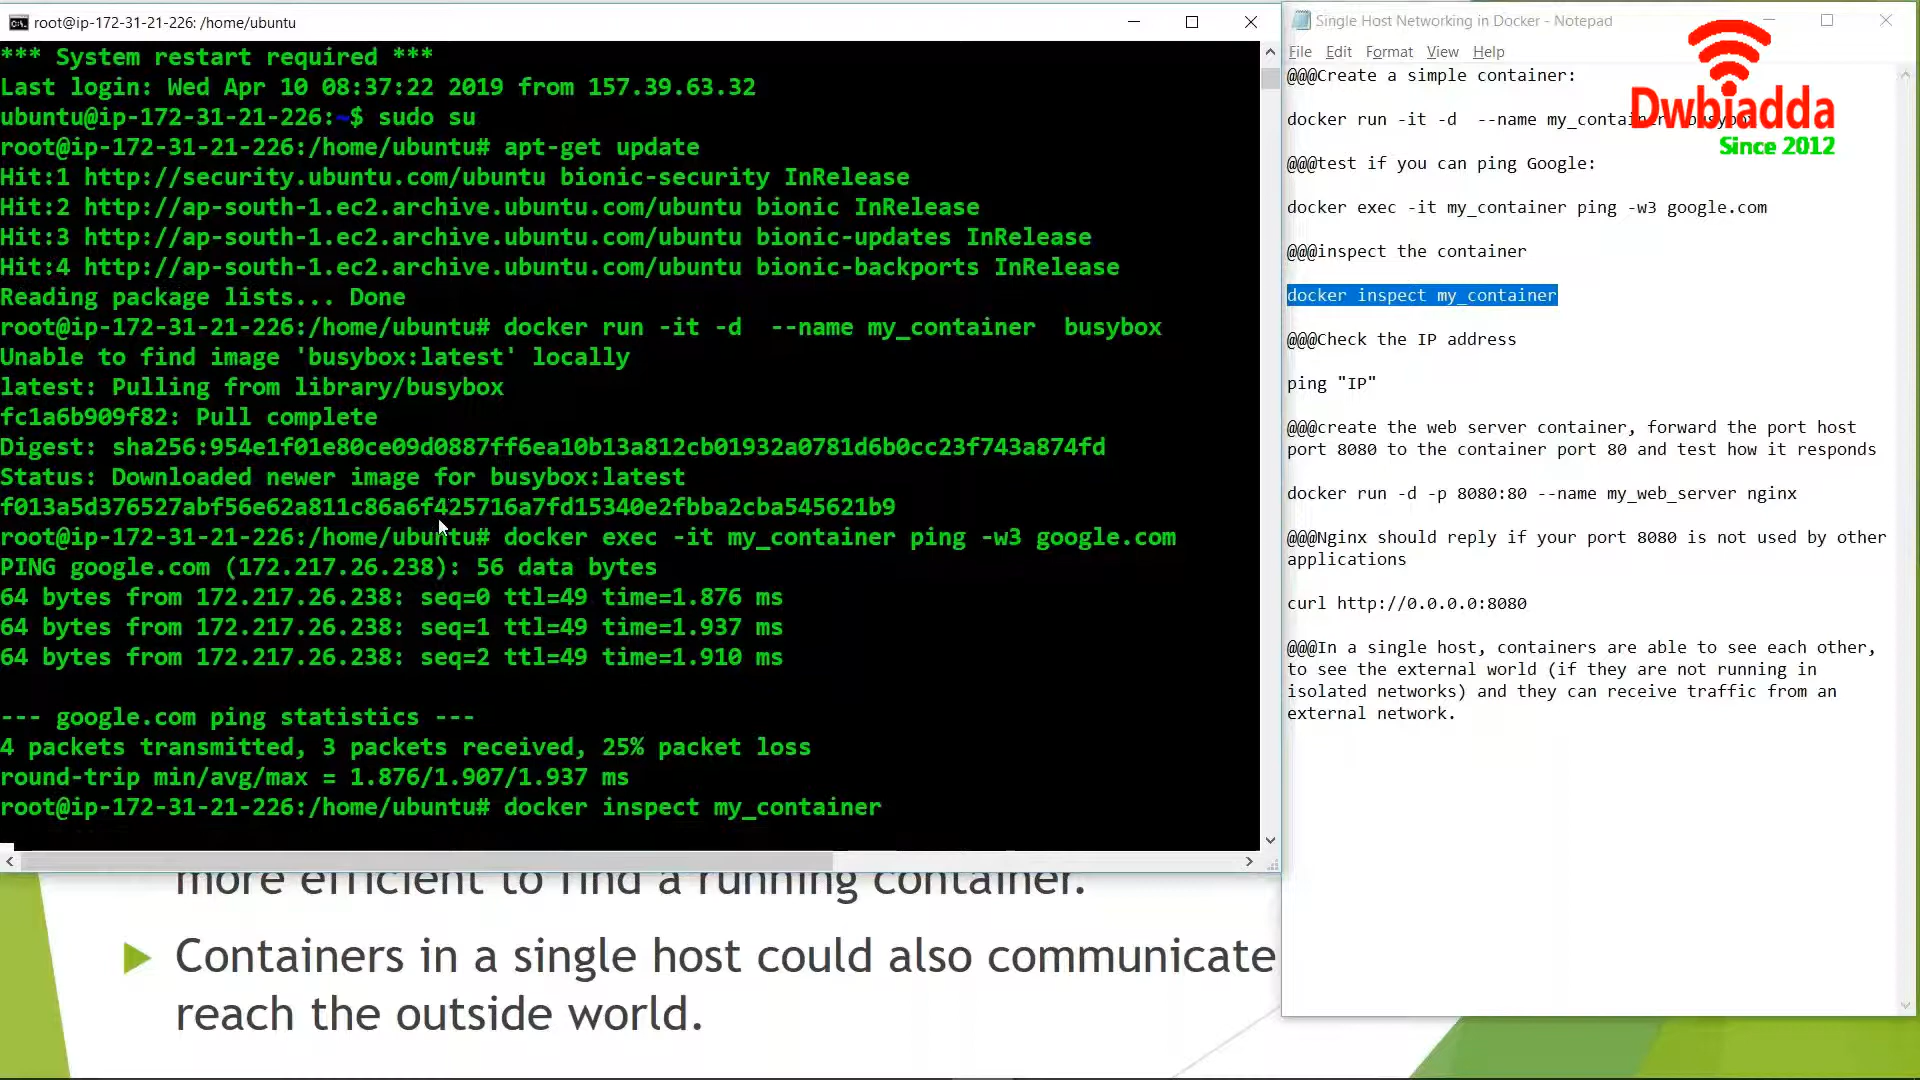 root@ip-172-31-21-226: /home/ubuntu
*** System restart required ***
Last login: Wed Apr 10 08:37:22 2019 from 157.39.63.32
ubuntu@ip-172-31-21-226:~$ sudo su
root@ip-172-31-21-226:/home/ubuntu# apt-get update
Hit:1 http://security.ubuntu.com/ubuntu bionic-security InRelease
Hit:2 http://ap-south-1.ec2.archive.ubuntu.com/ubuntu bionic InRelease
Hit:3 http://ap-south-1.ec2.archive.ubuntu.com/ubuntu bionic-updates InRelease
Hit:4 http://ap-south-1.ec2.archive.ubuntu.com/ubuntu bionic-backports InRelease
Reading package lists... Done
root@ip-172-31-21-226:/home/ubuntu# docker run -it -d  --name my_container  busybox
Unable to find image 'busybox:latest' locally
latest: Pulling from library/busybox
fc1a6b909f82: Pull complete
Digest: sha256:954e1f01e80ce09d0887ff6ea10b13a812cb01932a0781d6b0cc23f743a874fd
Status: Downloaded newer image for busybox:latest
f013a5d376527abf56e62a811c86a6f425716a7fd15340e2fbba2cba545621b9
root@ip-172-31-21-226:/home/ubuntu# docker exec -it my_container ping -w3 google.com
PING google.com (172.217.26.238): 56 data bytes
64 bytes from 172.217.26.238: seq=0 ttl=49 time=1.876 ms
64 bytes from 172.217.26.238: seq=1 ttl=49 time=1.937 ms
64 bytes from 172.217.26.238: seq=2 ttl=49 time=1.910 ms
--- google.com ping statistics ---
4 packets transmitted, 3 packets received, 25% packet loss
round-trip min/avg/max = 1.876/1.907/1.937 ms
root@ip-172-31-21-226:/home/ubuntu# docker inspect my_container
more efficient to find a running container.
Containers in a single host could also communicate
reach the outside world.
Single Host Networking in Docker - Notepad
File Edit Format View Help
@@@Create a simple container:
docker run -it -d  --name my_container  busybox
@@@test if you can ping Google:
docker exec -it my_container ping -w3 google.com
@@@inspect the container
docker inspect my_container
@@@Check the IP address
ping "IP"
@@@create the web server container, forward the port host
port 8080 to the container port 80 and test how it responds
docker run -d -p 8080:80 --name my_web_server nginx
@@@Nginx should reply if your port 8080 is not used by other
applications
curl http://0.0.0.0:8080
@@@In a single host, containers are able to see each other,
to see the external world (if they are not running in
isolated networks) and they can receive traffic from an
external network.
Dwbiadda
Since 2012